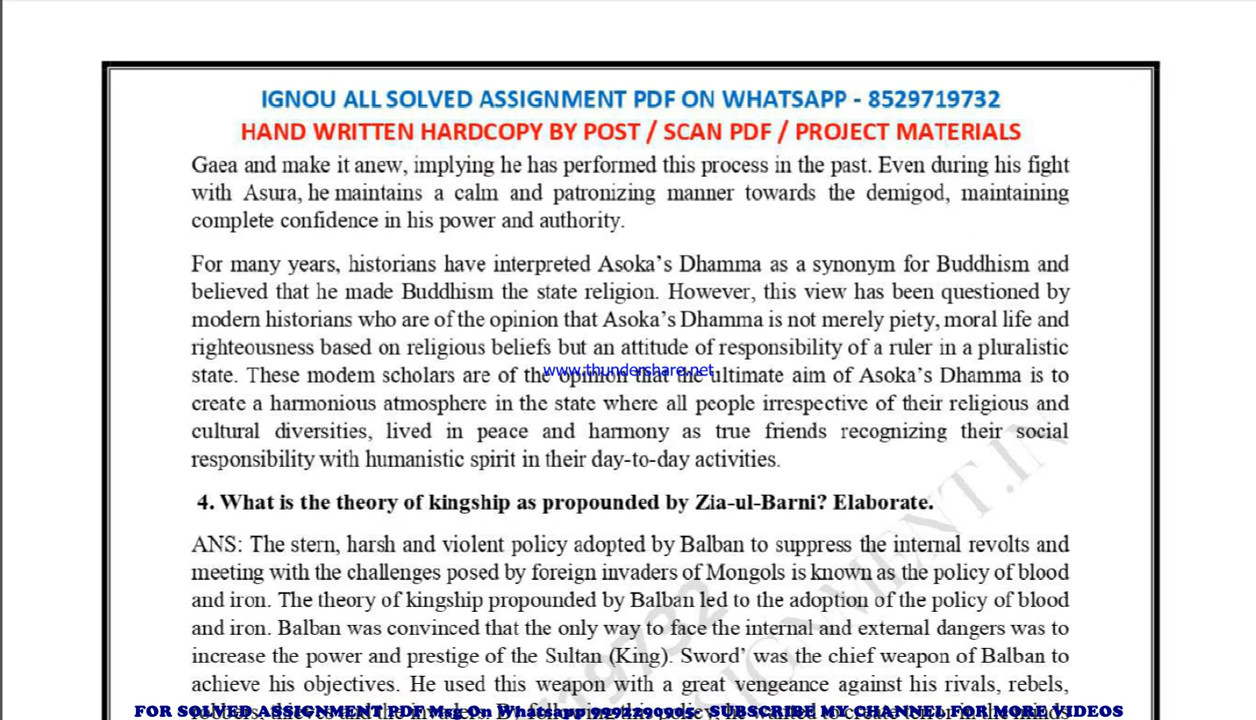 IGNOU ALL SOLVED ASSIGNMENT PDF ON WHATSAPP - 8529719732
HAND WRITTEN HARDCOPY BY POST / SCAN PDF / PROJECT MATERIALS
Gaea and make it anew, implying he has performed this process in the past. Even during his fight
with Asura, he maintains a calm and patronizing manner towards the demigod, maintaining
complete confidence in his power and authority.
For many years, historians have interpreted Asoka's Dhamma as a synonym for Buddhism and
believed that he made Buddhism the state religion. However, this view has been questioned by
modern historians who are of the opinion that Asoka's Dhamma is not merely piety, moral life and
righteousness based on religious beliefs but an attitude of responsibility of a ruler in a pluralistic
state. These modem scholars are of the opinion that the ultimate aim of Asoka's Dhamma is to
www.thundershare.net
create a harmonious atmosphere in the state where all people irrespective of their religious and
cultural diversities, lived in peace and harmony as true friends recognizing their social
responsibility with humanistic spirit in their day-to-day activities.
4. What is the theory of kingship as propounded by Zia-ul-Barni? Elaborate.
ANS: The stern, harsh and violent policy adopted by Balban to suppress the internal revolts and
meeting with the challenges posed by foreign invaders of Mongols is known as the policy of blood
and iron. The theory of kingship propounded by Balban led to the adoption of the policy of blood
and iron. Balban was convinced that the only way to face the internal and external dangers was to
increase the power and prestige of the Sultan (King). Sword' was the chief weapon of Balban to
achieve his objectives. He used this weapon with a great vengeance against his rivals, rebels,
FOR SOLVED ASSIGNMENT PDF Msg On Whatsapp 9992290905- SUBSCRIBE MY CHANNEL FOR MORE VIDEOS